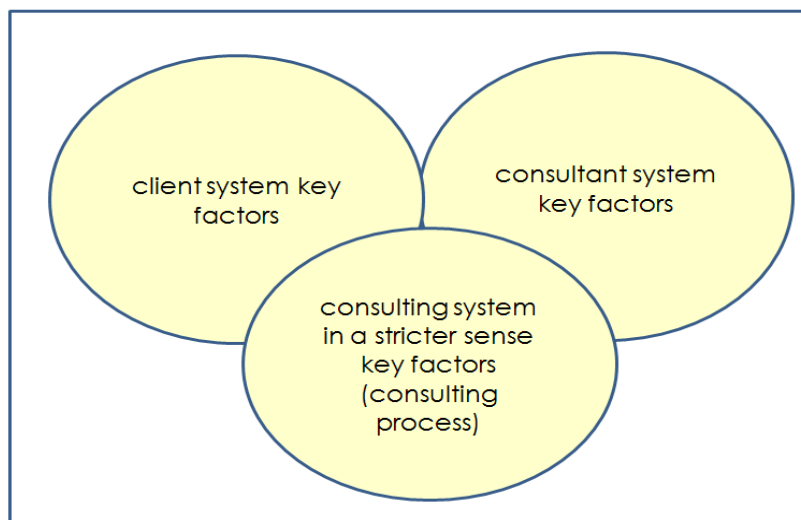 client system key
factors
consultant system
key factors
consulting system
in a stricter sense
key factors
(consulting
process)